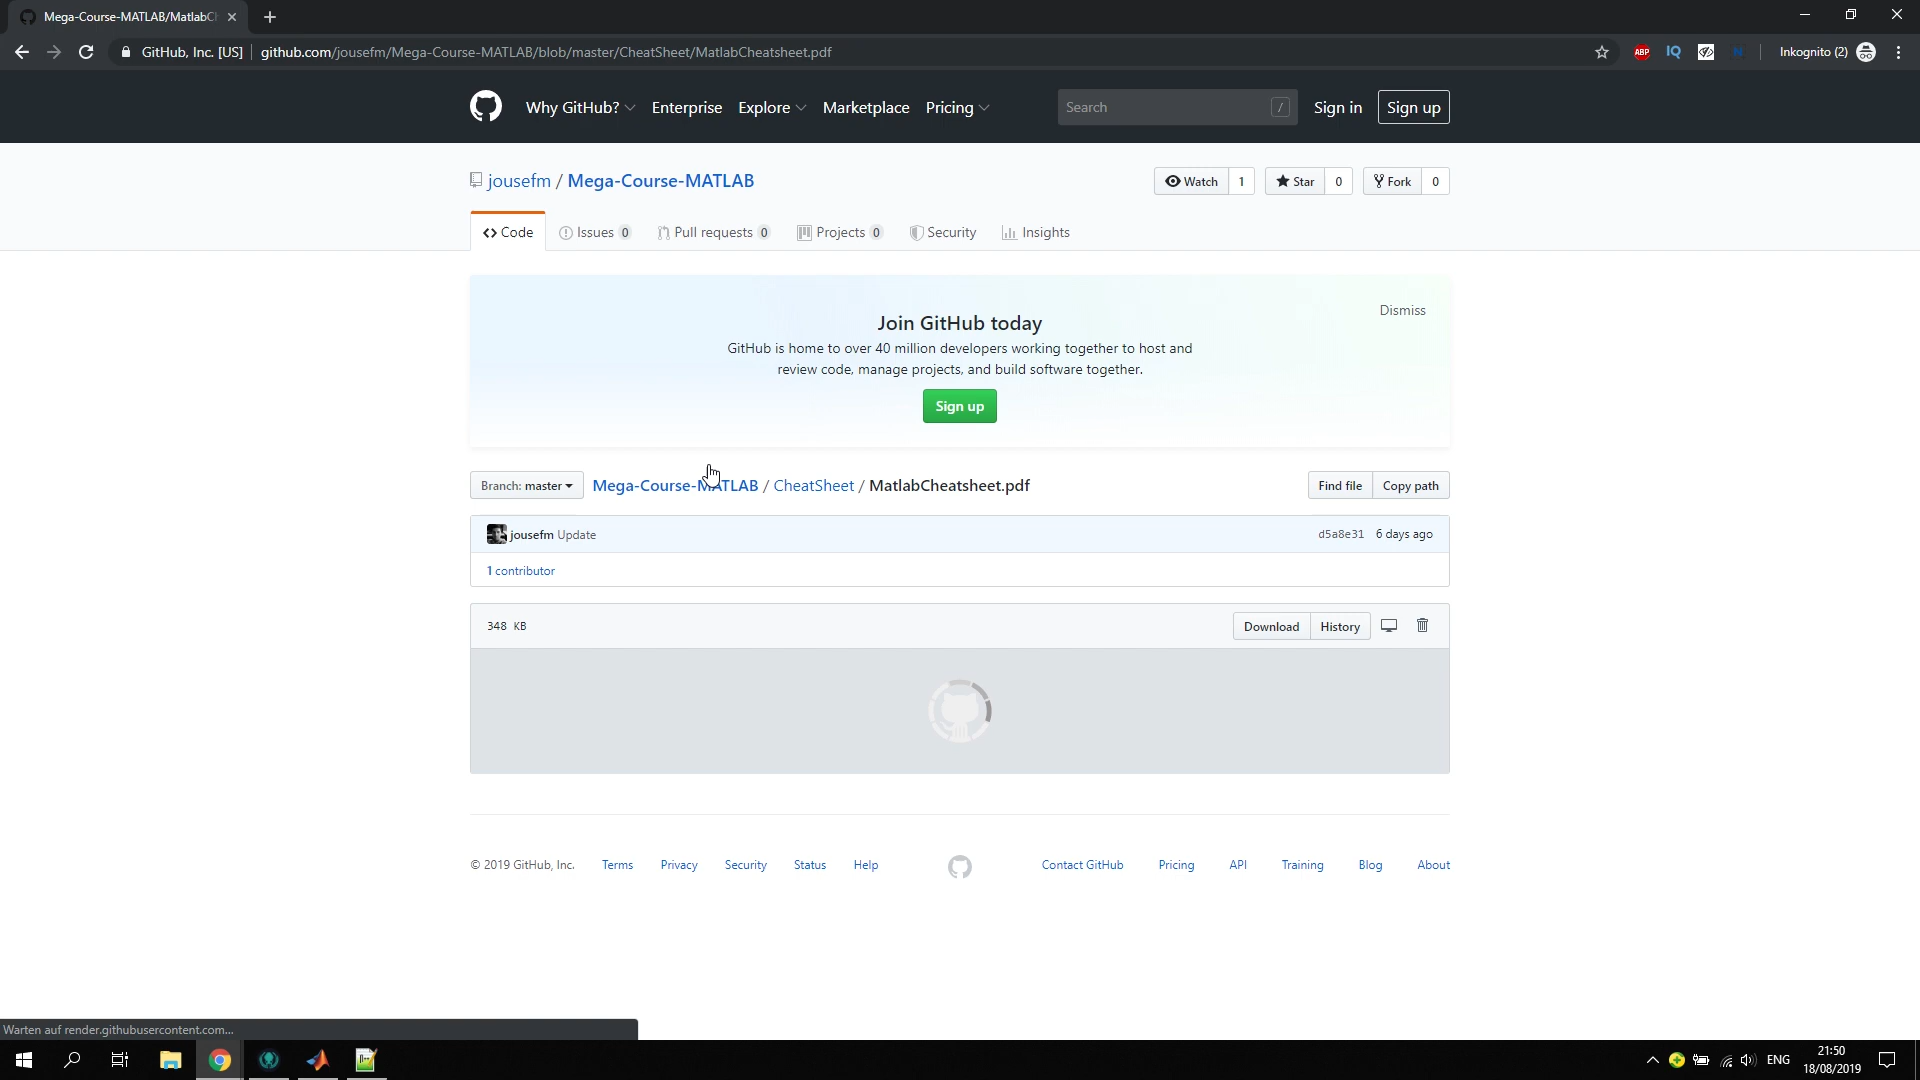 Mega-Course-MATLAB/MatlabCh
GitHub, Inc. [US] github.com/jousefm/Mega-Course-MATLAB/blob/master/CheatSheet/MatlabCheatsheet.pdf ABP IQ Inkognito (2)
Why GitHub? Enterprise Explore Marketplace Pricing Search / Sign in Sign up
jousefm / Mega-Course-MATLAB Watch 1 Star 0 Fork 0
Code Issues 0 Pull requests 0 Projects 0 Security Insights
Dismiss
Join GitHub today
GitHub is home to over 40 million developers working together to host and
review code, manage projects, and build software together.
Sign up
Branch: master Mega-Course-MATLAB / CheatSheet / MatlabCheatsheet.pdf Find file Copy path
jousefm Update d5a8e31 6 days ago
1 contributor
348 KB Download History
© 2019 GitHub, Inc. Terms Privacy Security Status Help Contact GitHub Pricing API Training Blog About
Warten auf render.githubusercontent.com...
ENG 21:50
18/08/2019